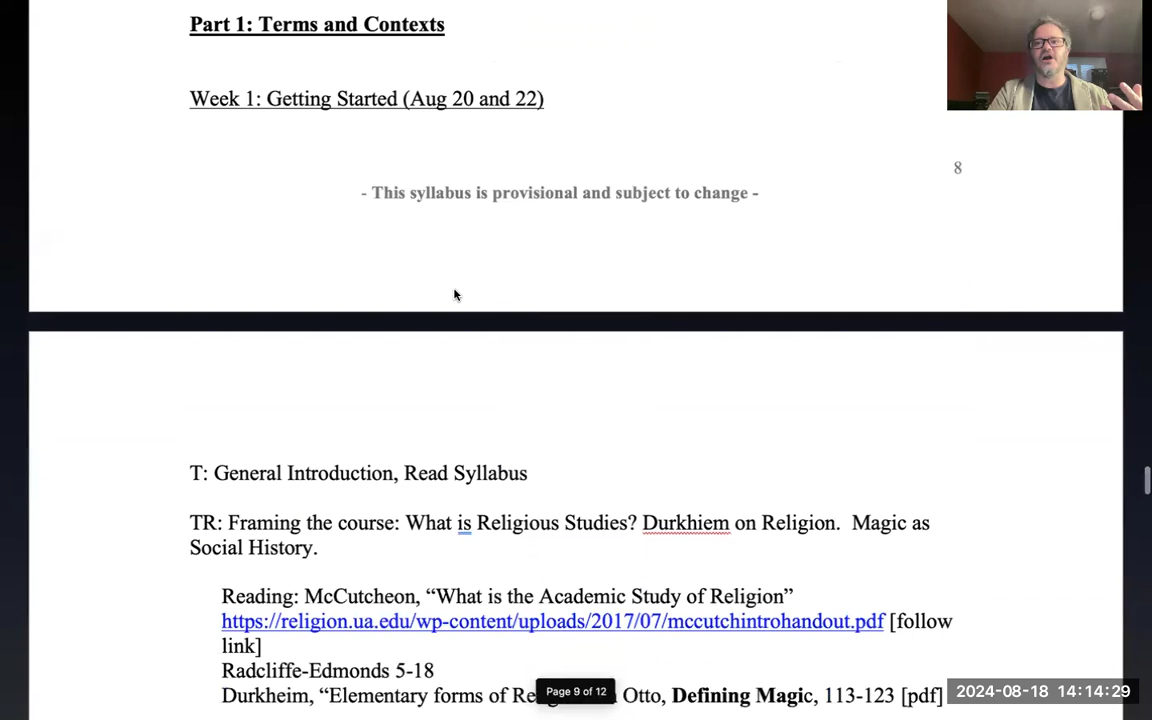 Part 1: Terms and Contexts
Week 1: Getting Started (Aug 20 and 22)
8
- This syllabus is provisional and subject to change -
T: General Introduction, Read Syllabus
TR: Framing the course: What is Religious Studies? Durkhiem on Religion.  Magic as
Social History.
Reading: McCutcheon, “What is the Academic Study of Religion”
https://religion.ua.edu/wp-content/uploads/2017/07/mccutchintrohandout.pdf [follow
link]
Radcliffe-Edmonds 5-18
Durkheim, “Elementary forms of Otto, Defining Magic, 113-123 [pdf]
Page 9 of 12
2024-08-18 14:14:29